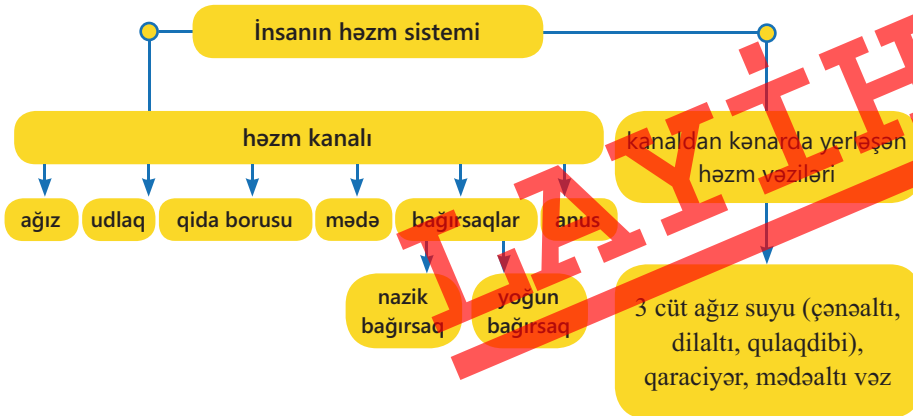 İnsanın həzm sistemi
həzm kanalı
kanaldan kənarda yerləşən
həzm vəziləri
ağız
udlaq
qida borusu
mədə
bağırsaqlar
anus
nazik
bağırsaq
yoğun
bağırsaq
3 cüt ağız suyu (çənəaltı,
dilaltı, qulaqdibi),
qaraciyər, mədəaltı vəz